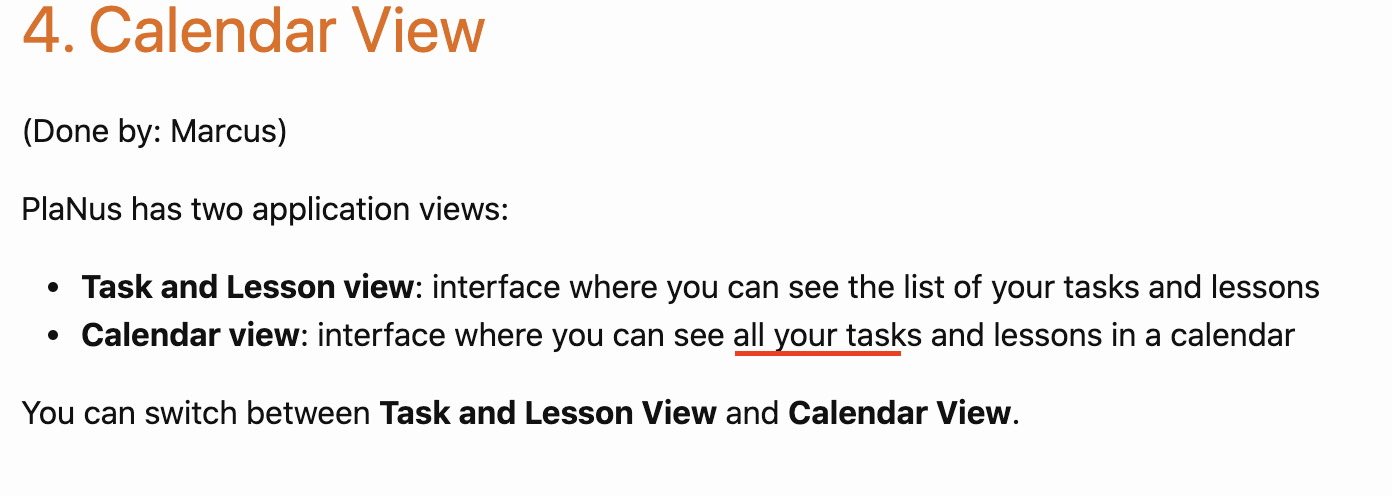 4. Calendar View
(Done by: Marcus)
PlaNus has two application views:
• Task and Lesson view: interface where you can see the list of your tasks and lessons
• Calendar view: interface where you can see all your tasks and lessons in a calendar
You can switch between Task and Lesson View and Calendar View.